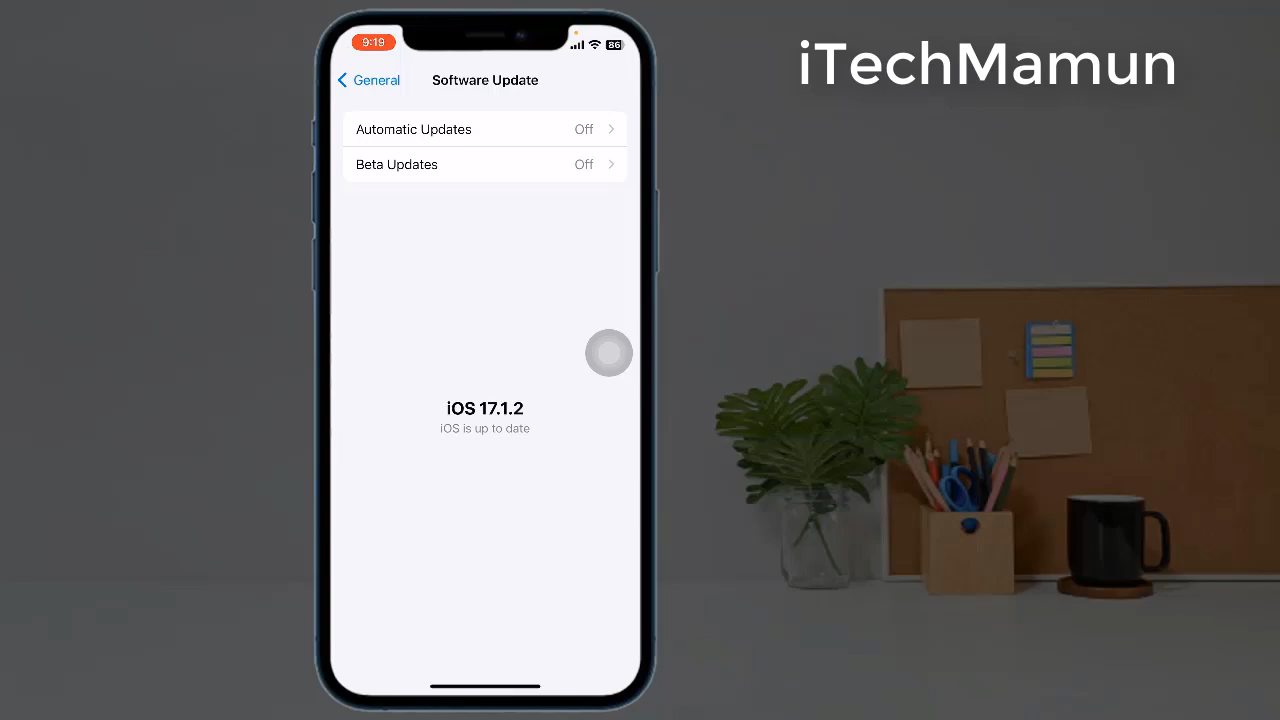 iTechMamun
9:19
86
General
Software Update
Automatic Updates
Off
Beta Updates
Off
iOS 17.1.2
iOS is up to date